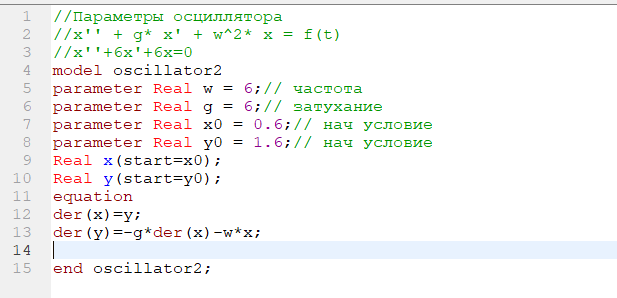 1 //Параметры осциллятора
2 //x'' + g* x' + w^2* x = f(t)
3 //x''+6x'+6x=0
4 model oscillator2
5 parameter Real w = 6;// частота
6 parameter Real g = 6;// затухание
7 parameter Real x0 = 0.6;// нач условие
8 parameter Real y0 = 1.6;// нач условие
9 Real x(start=x0);
10 Real y(start=y0);
11 equation
12 der(x)=y;
13 der(y)=-g*der(x)-w*x;
14
15 end oscillator2;